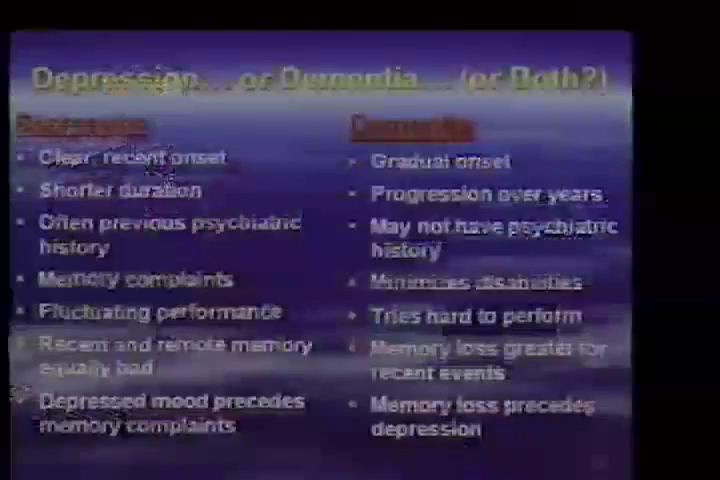 Depression... or Dementia... (or Both?)
Depression
• Clear, recent onset
• Shorter duration
• Often previous psychiatric
history
• Memory complaints
• Fluctuating performance
• Recent and remote memory
equally bad
• Depressed mood precedes
memory complaints
Dementia
• Gradual onset
• Progression over years
• May not have psychiatric
history
• Minimizes disabilities
• Tries hard to perform
• Memory loss greater for
recent events
• Memory loss precedes
depression